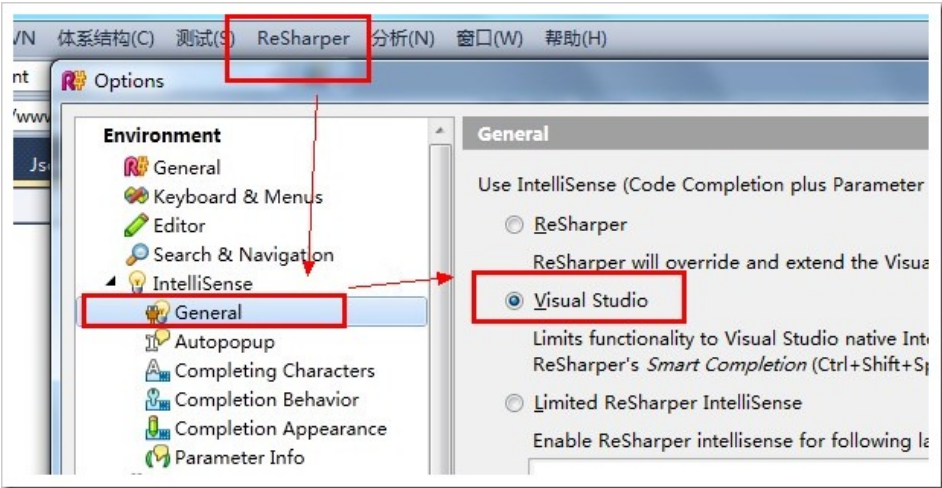 VN 体系结构(C) 测试(S) ReSharper 分析(N) 窗口(W) 帮助(H)
nt
R# Options
/www
Js
Environment
General
Keyboard & Menus
Editor
Search & Navigation
IntelliSense
General
Autopopup
Completing Characters
Completion Behavior
Completion Appearance
Parameter Info
General
Use IntelliSense (Code Completion plus Parameter
ReSharper
ReSharper will override and extend the Visua
Visual Studio
Limits functionality to Visual Studio native Int
ReSharper's Smart Completion (Ctrl+Shift+Sp
Limited ReSharper IntelliSense
Enable ReSharper intellisense for following la